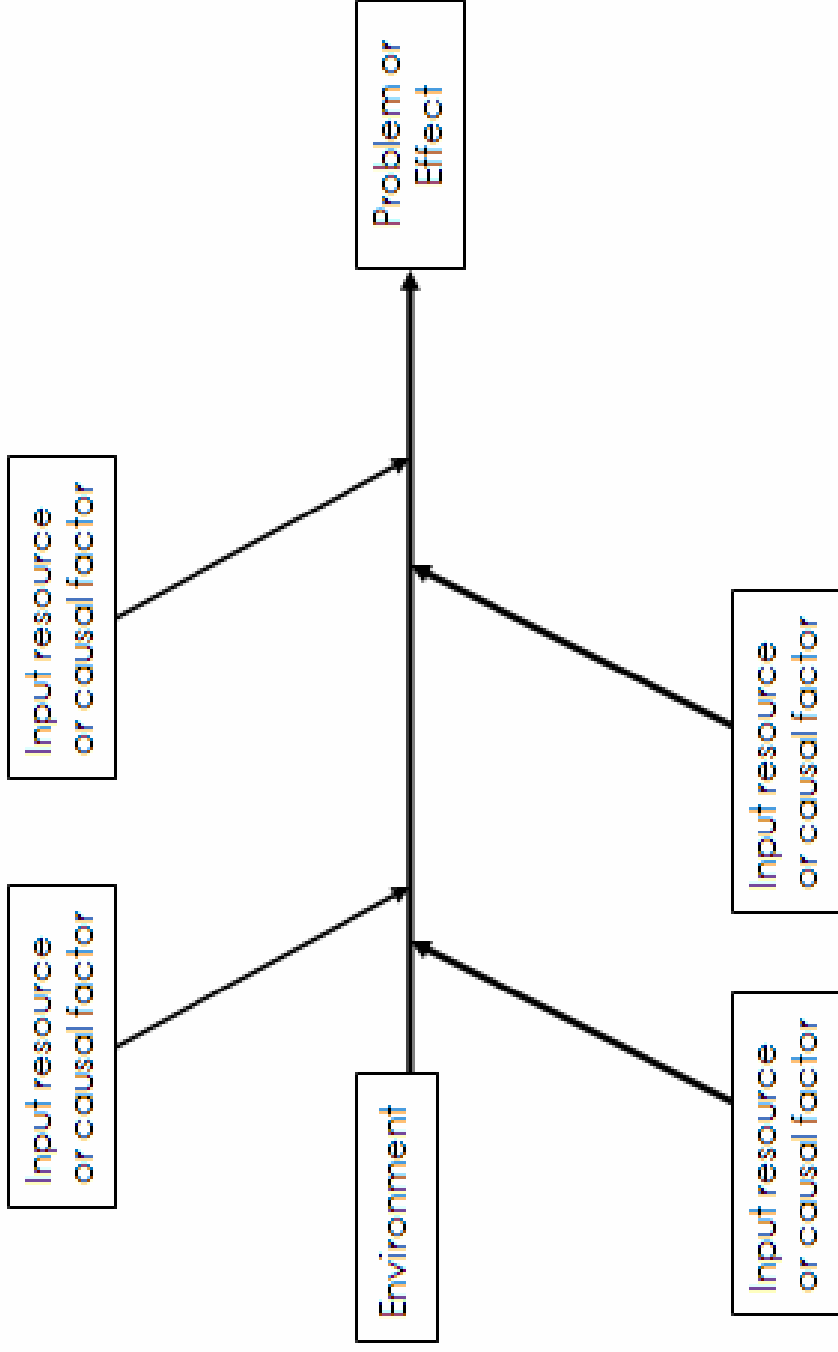 Input resource
or causal factor
Input resource
or causal factor
Environment
Problem or
Effect
Input resource
or causal factor
Input resource
or causal factor